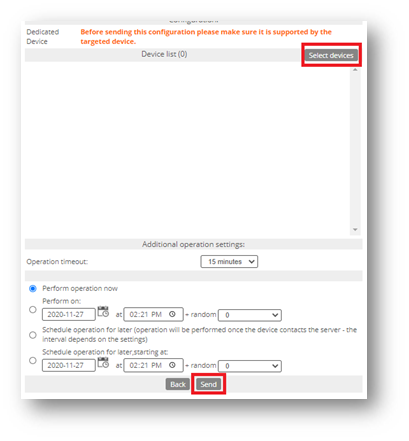 Configuration:
Dedicated Device
Before sending this configuration please make sure it is supported by the
targeted device.
Device list (0)
Select devices
Additional operation settings:
Operation timeout:
15 minutes
Perform operation now
Perform on:
2020-11-27 at 02:21 PM + random 0
Schedule operation for later (operation will be performed once the device contacts the server - the
interval depends on the settings)
Schedule operation for later,starting at:
2020-11-27 at 02:21 PM + random 0
Back
Send